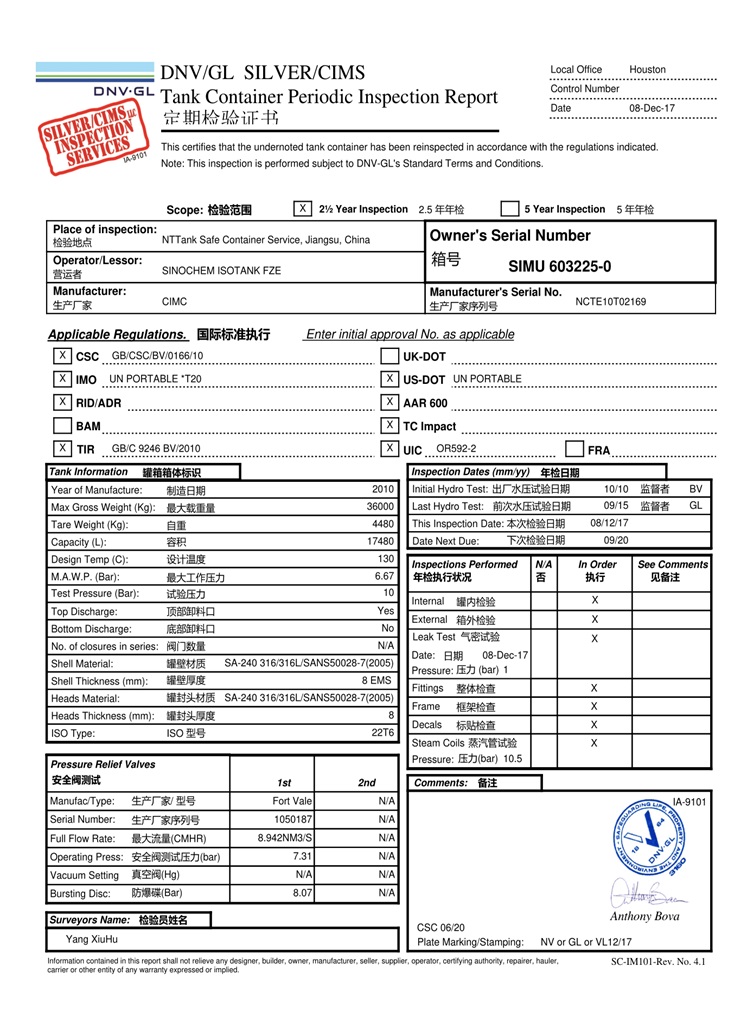 DNV·GL
SILVER/CIMS LLC
INSPECTION
SERVICES
IA-9101
DNV/GL SILVER/CIMS
Tank Container Periodic Inspection Report
定期检验证书
Local Office Houston
Control Number
Date 08-Dec-17
This certifies that the undernoted tank container has been reinspected in accordance with the regulations indicated.
Note: This inspection is performed subject to DNV-GL's Standard Terms and Conditions.
Scope: 检验范围 X 2½ Year Inspection 2.5 年年检 5 Year Inspection 5 年年检
Place of inspection:
检验地点 NTTank Safe Container Service, Jiangsu, China
Operator/Lessor:
营运者 SINOCHEM ISOTANK FZE
Manufacturer:
生产厂家 CIMC
Owner's Serial Number
箱号 SIMU 603225-0
Manufacturer's Serial No.
生产厂家序列号 NCTE10T02169
Applicable Regulations. 国际标准执行 Enter initial approval No. as applicable
X CSC GB/CSC/BV/0166/10 UK-DOT
X IMO UN PORTABLE *T20 X US-DOT UN PORTABLE
X RID/ADR X AAR 600
BAM X TC Impact
X TIR GB/C 9246 BV/2010 X UIC OR592-2 FRA
Tank Information 罐箱箱体标识
Year of Manufacture: 制造日期 2010
Max Gross Weight (Kg): 最大载重量 36000
Tare Weight (Kg): 自重 4480
Capacity (L): 容积 17480
Design Temp (C): 设计温度 130
M.A.W.P. (Bar): 最大工作压力 6.67
Test Pressure (Bar): 试验压力 10
Top Discharge: 顶部卸料口 Yes
Bottom Discharge: 底部卸料口 No
No. of closures in series: 阀门数量 N/A
Shell Material: 罐壁材质 SA-240 316/316L/SANS50028-7(2005)
Shell Thickness (mm): 罐壁厚度 8 EMS
Heads Material: 罐封头材质 SA-240 316/316L/SANS50028-7(2005)
Heads Thickness (mm): 罐封头厚度 8
ISO Type: ISO 型号 22T6
Inspection Dates (mm/yy) 年检日期
Initial Hydro Test: 出厂水压试验日期 10/10 监督者 BV
Last Hydro Test: 前次水压试验日期 09/15 监督者 GL
This Inspection Date: 本次检验日期 08/12/17
Date Next Due: 下次检验日期 09/20
Inspections Performed N/A In Order See Comments
年检执行状况 否 执行 见备注
Internal 罐内检验 X
External 箱外检验 X
Leak Test 气密试验 X
Date: 日期 08-Dec-17
Pressure: 压力 (bar) 1
Fittings 整体检查 X
Frame 框架检查 X
Decals 标贴检查 X
Steam Coils 蒸汽管试验 X
Pressure: 压力(bar) 10.5
Pressure Relief Valves
安全阀测试 1st 2nd
Manufac/Type: 生产厂家/ 型号 Fort Vale N/A
Serial Number: 生产厂家序列号 1050187 N/A
Full Flow Rate: 最大流量(CMHR) 8.942NM3/S N/A
Operating Press: 安全阀测试压力(bar) 7.31 N/A
Vacuum Setting 真空阀(Hg) N/A N/A
Bursting Disc: 防爆碟(Bar) 8.07 N/A
Surveyors Name: 检验员姓名
Yang XiuHu
Comments: 备注
IA-9101
SAFEGUARDING LIFE, PROPERTY AND THE ENVIRONMENT
18 64
DNV·GL
Anthony Bova
CSC 06/20
Plate Marking/Stamping: NV or GL or VL12/17
Information contained in this report shall not relieve any designer, builder, owner, manufacturer, seller, supplier, operator, certifying authority, repairer, hauler,
carrier or other entity of any warranty expressed or implied.
SC-IM101-Rev. No. 4.1